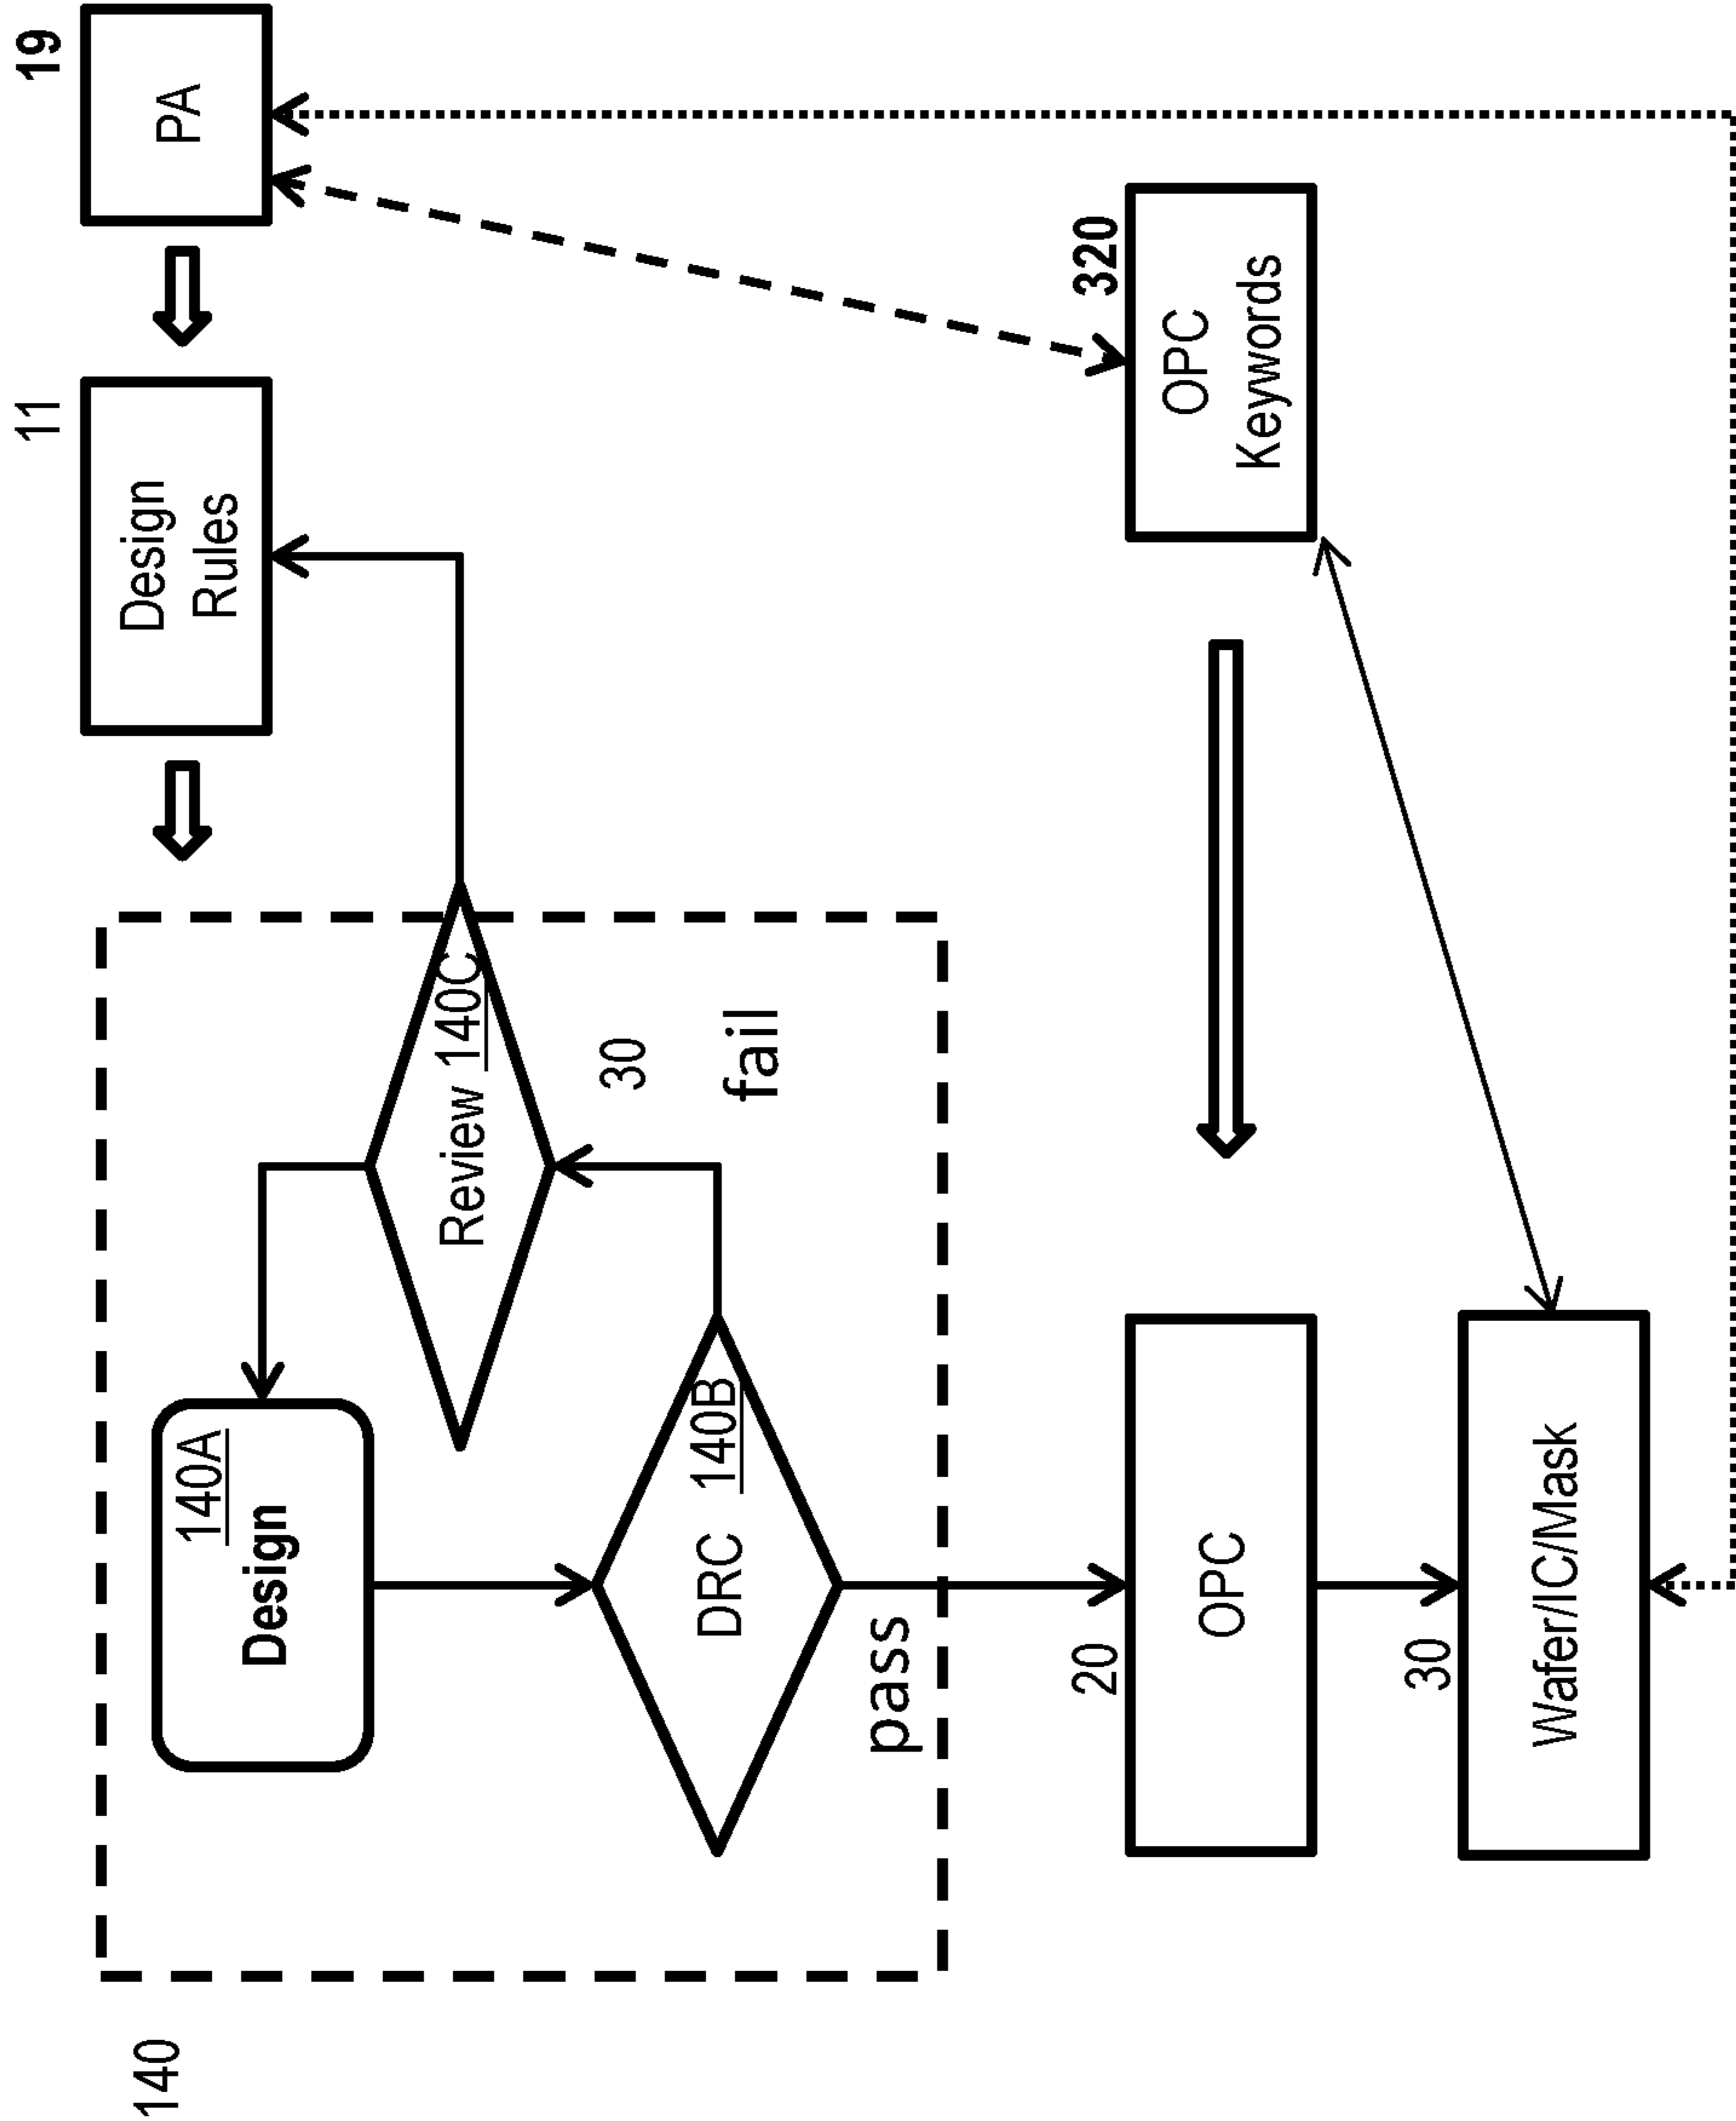 11
19
140
140A
Design
Design
Rules
PA
Review 140C
30
fail
DRC 140B
pass
320
OPC
Keywords
20
OPC
30
Wafer/IC/Mask